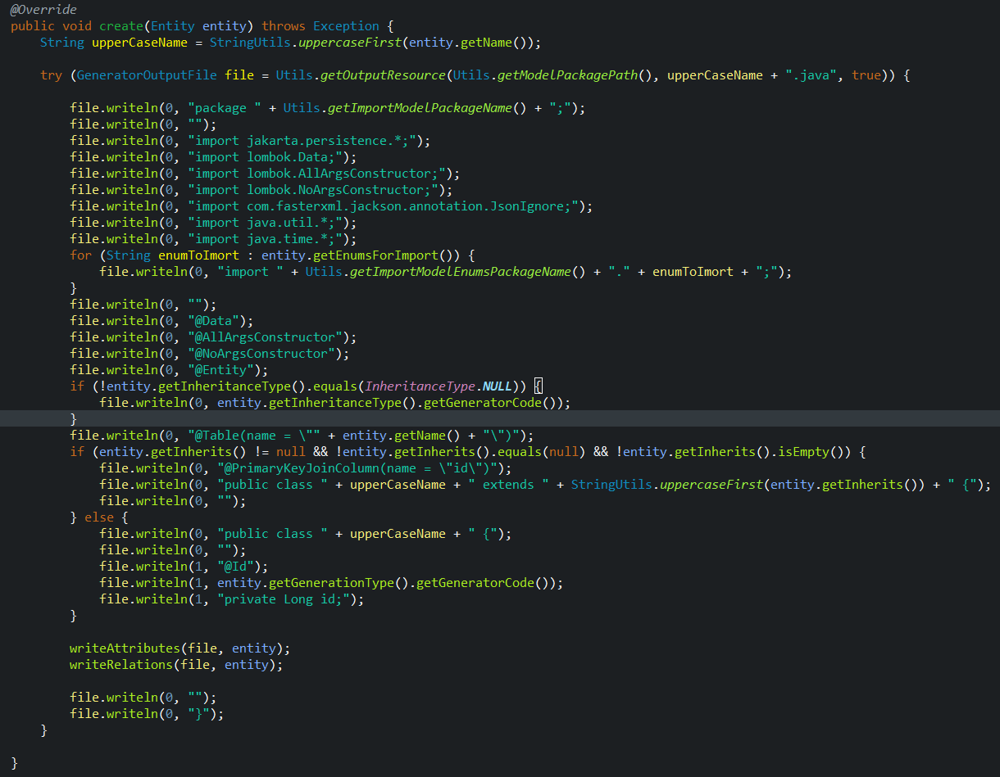 @Override
public void create(Entity entity) throws Exception {
    String upperCaseName = StringUtils.uppercaseFirst(entity.getName());

    try (GeneratorOutputFile file = Utils.getOutputResource(Utils.getModelPackagePath(), upperCaseName + ".java", true)) {

        file.writeln(0, "package " + Utils.getImportModelPackageName() + ";");
        file.writeln(0, "");
        file.writeln(0, "import jakarta.persistence.*;");
        file.writeln(0, "import lombok.Data;");
        file.writeln(0, "import lombok.AllArgsConstructor;");
        file.writeln(0, "import lombok.NoArgsConstructor;");
        file.writeln(0, "import com.fasterxml.jackson.annotation.JsonIgnore;");
        file.writeln(0, "import java.util.*;");
        file.writeln(0, "import java.time.*;");
        for (String enumToImort : entity.getEnumsForImport()) {
            file.writeln(0, "import " + Utils.getImportModelEnumsPackageName() + "." + enumToImort + ";");
        }
        file.writeln(0, "");
        file.writeln(0, "@Data");
        file.writeln(0, "@AllArgsConstructor");
        file.writeln(0, "@NoArgsConstructor");
        file.writeln(0, "@Entity");
        if (!entity.getInheritanceType().equals(InheritanceType.NULL)) {
            file.writeln(0, entity.getInheritanceType().getGeneratorCode());
        }
        file.writeln(0, "@Table(name = \"" + entity.getName() + "\")");
        if (entity.getInherits() != null && !entity.getInherits().equals(null) && !entity.getInherits().isEmpty()) {
            file.writeln(0, "@PrimaryKeyJoinColumn(name = \"id\")");
            file.writeln(0, "public class " + upperCaseName + " extends " + StringUtils.uppercaseFirst(entity.getInherits()) + " {");
            file.writeln(0, "");
        } else {
            file.writeln(0, "public class " + upperCaseName + " {");
            file.writeln(0, "");
            file.writeln(1, "@Id");
            file.writeln(1, entity.getGenerationType().getGeneratorCode());
            file.writeln(1, "private Long id;");
        }

        writeAttributes(file, entity);
        writeRelations(file, entity);

        file.writeln(0, "");
        file.writeln(0, "}");
    }

}